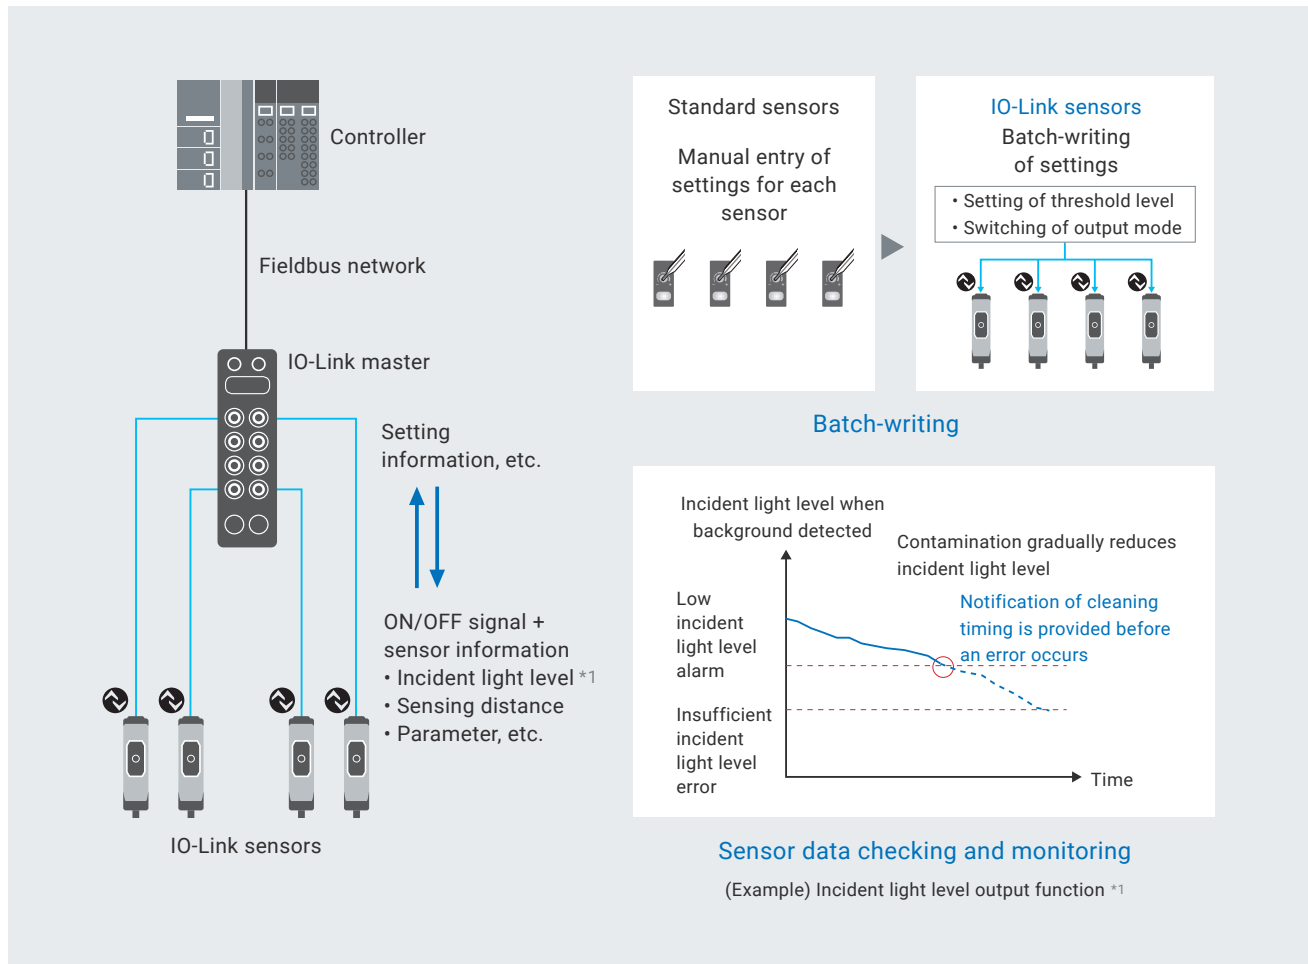 Controller
Fieldbus network
IO-Link master
Setting
information, etc.
ON/OFF signal +
sensor information
• Incident light level *1
• Sensing distance
• Parameter, etc.
IO-Link sensors
Standard sensors
Manual entry of
settings for each
sensor
IO-Link sensors
Batch-writing
of settings
• Setting of threshold level
• Switching of output mode
Batch-writing
Incident light level when
background detected
Contamination gradually reduces
incident light level
Notification of cleaning
timing is provided before
an error occurs
Low
incident
light level
alarm
Insufficient
incident
light level
error
Time
Sensor data checking and monitoring
(Example) Incident light level output function *1